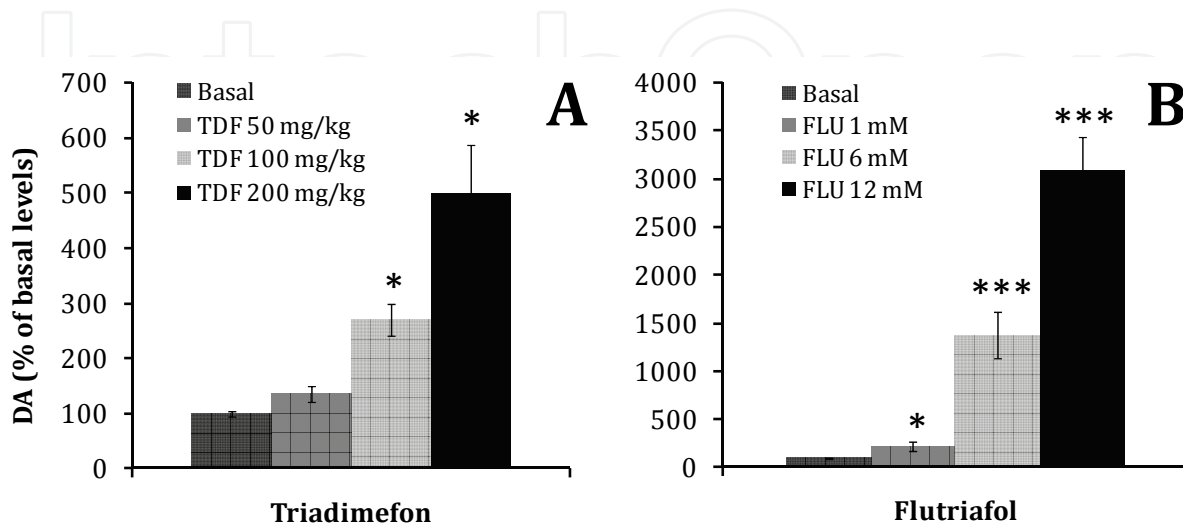 A
700
600
500
400
300
200
100
0
DA (% of basal levels)
Basal
TDF 50 mg/kg
TDF 100 mg/kg
TDF 200 mg/kg
*
*
Triadimefon
B
4000
3500
3000
2500
2000
1500
1000
500
0
Basal
FLU 1 mM
FLU 6 mM
FLU 12 mM
*
***
***
Flutriafol